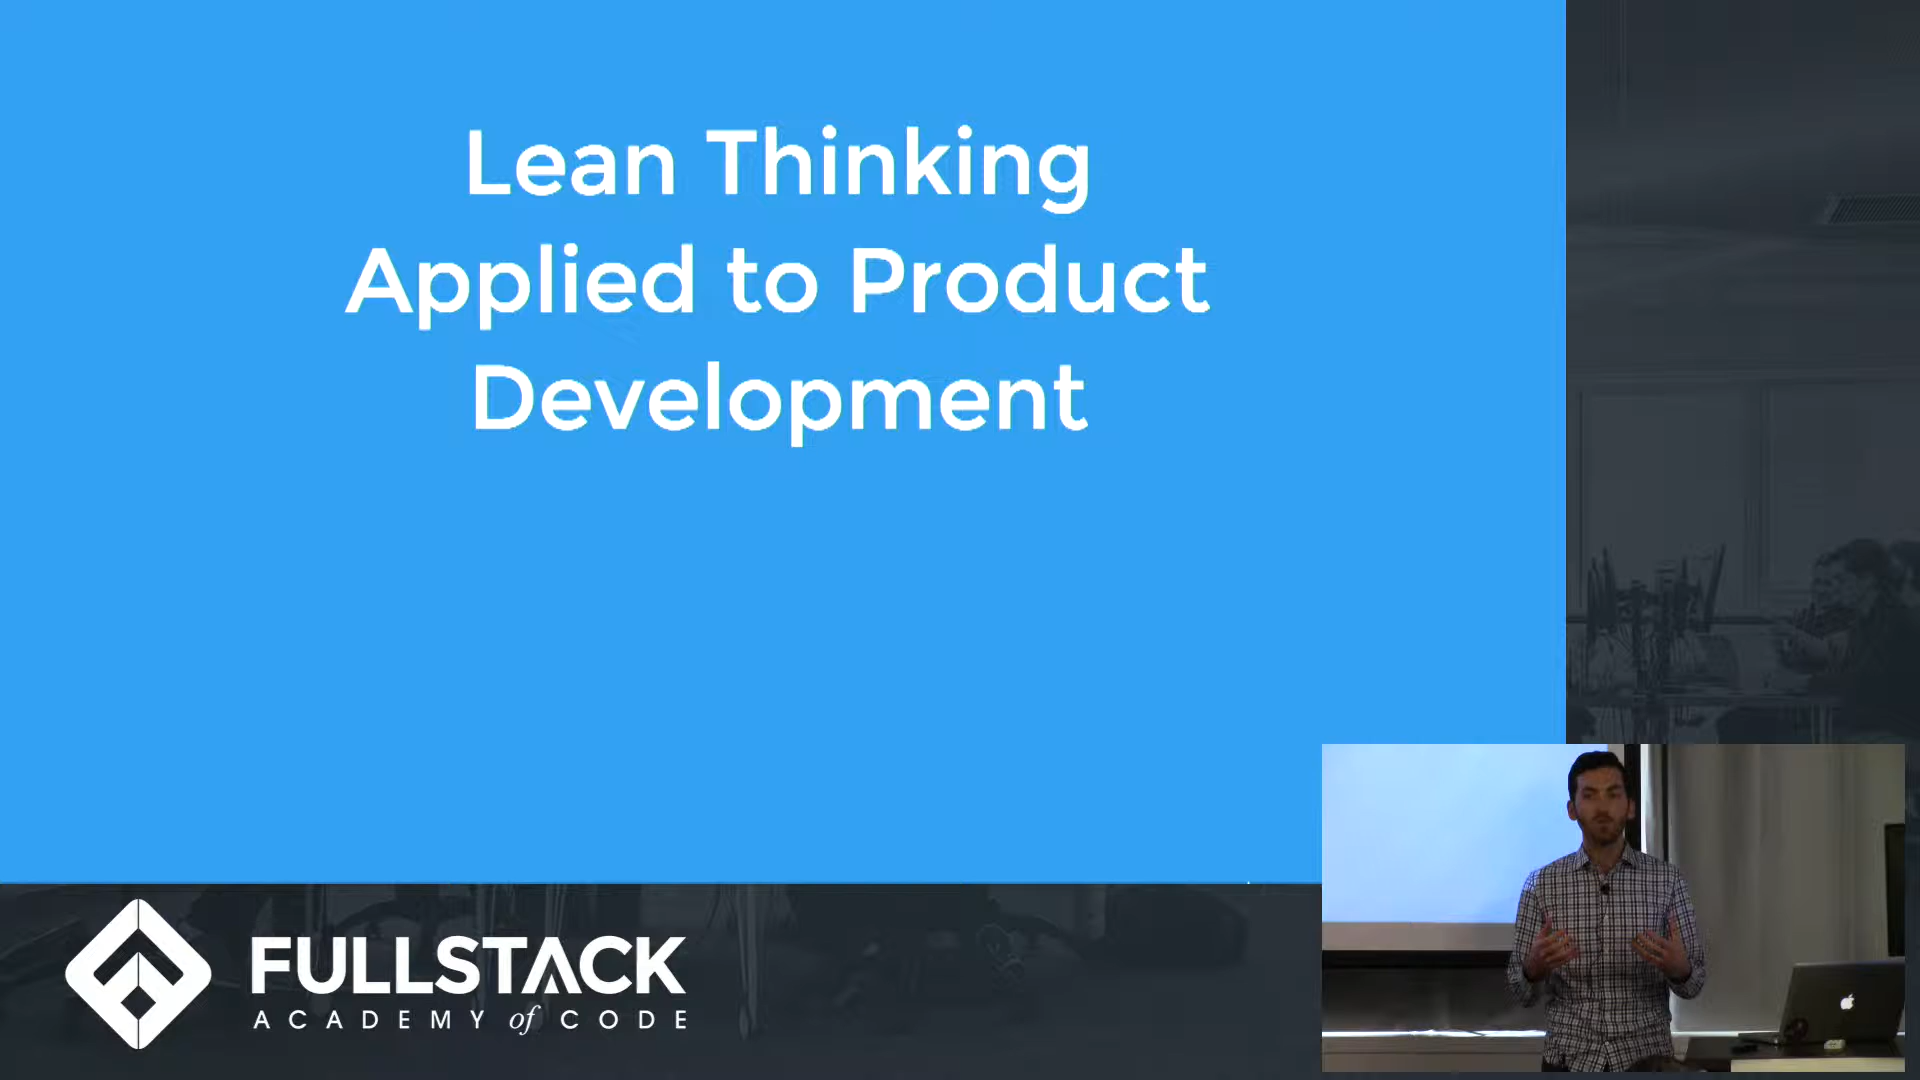 Lean Thinking
Applied to Product
Development
FULLSTACK
ACADEMY of CODE